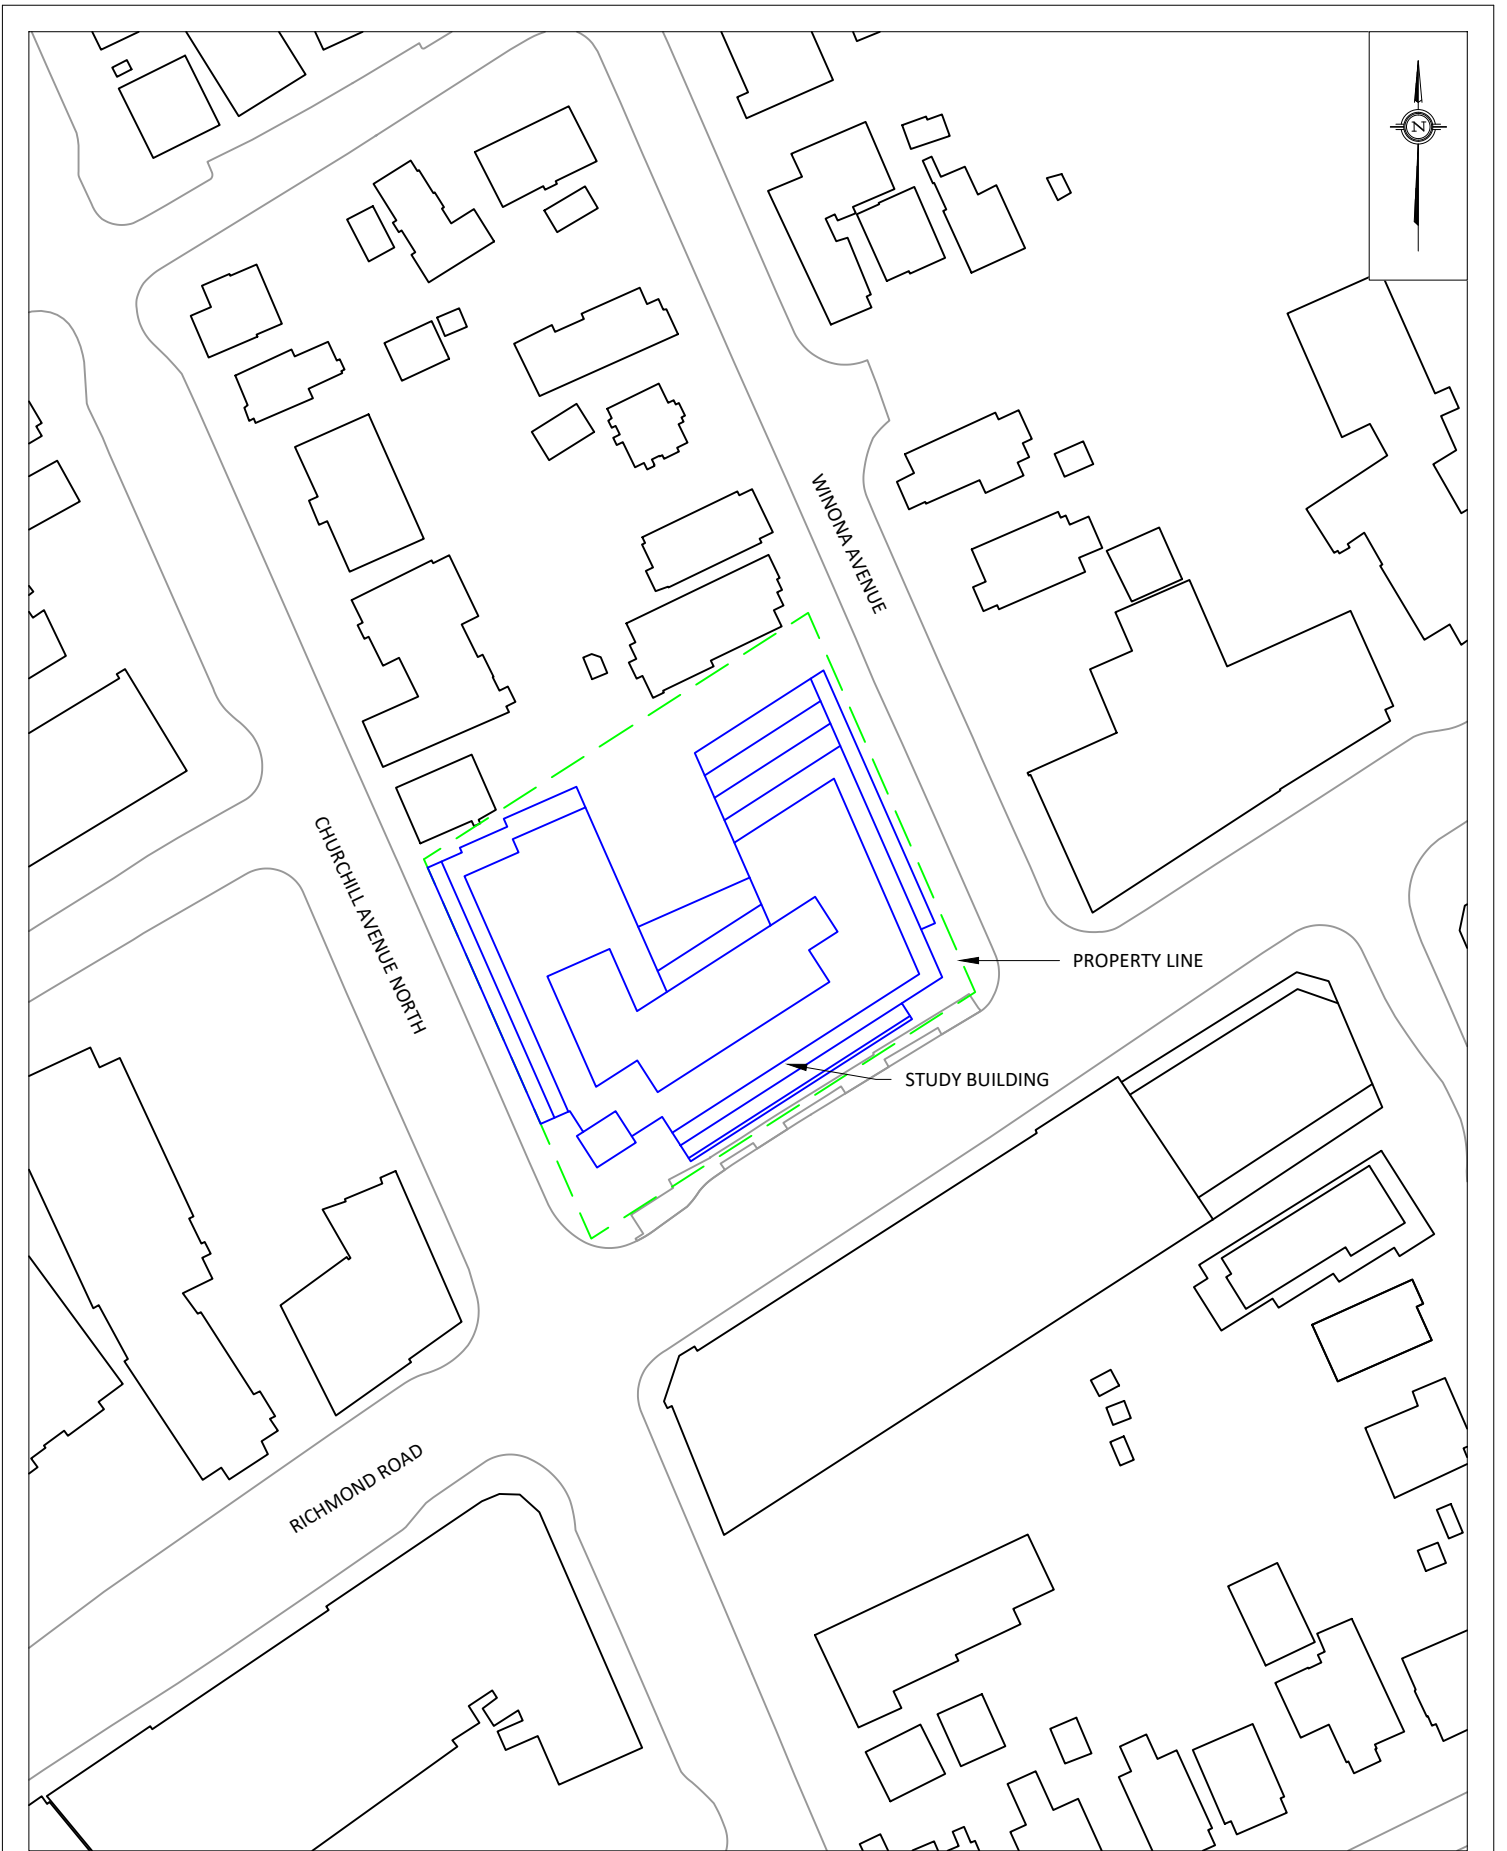 N
WINONA AVENUE
CHURCHILL AVENUE NORTH
PROPERTY LINE
STUDY BUILDING
RICHMOND ROAD